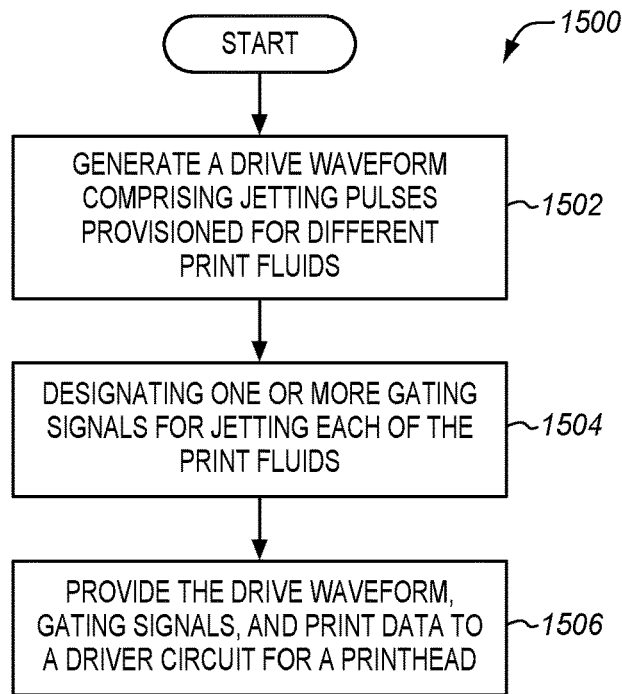 START
1500
GENERATE A DRIVE WAVEFORM
COMPRISING JETTING PULSES
PROVISIONED FOR DIFFERENT
PRINT FLUIDS
1502
DESIGNATING ONE OR MORE GATING
SIGNALS FOR JETTING EACH OF THE
PRINT FLUIDS
1504
PROVIDE THE DRIVE WAVEFORM,
GATING SIGNALS, AND PRINT DATA TO
A DRIVER CIRCUIT FOR A PRINTHEAD
1506